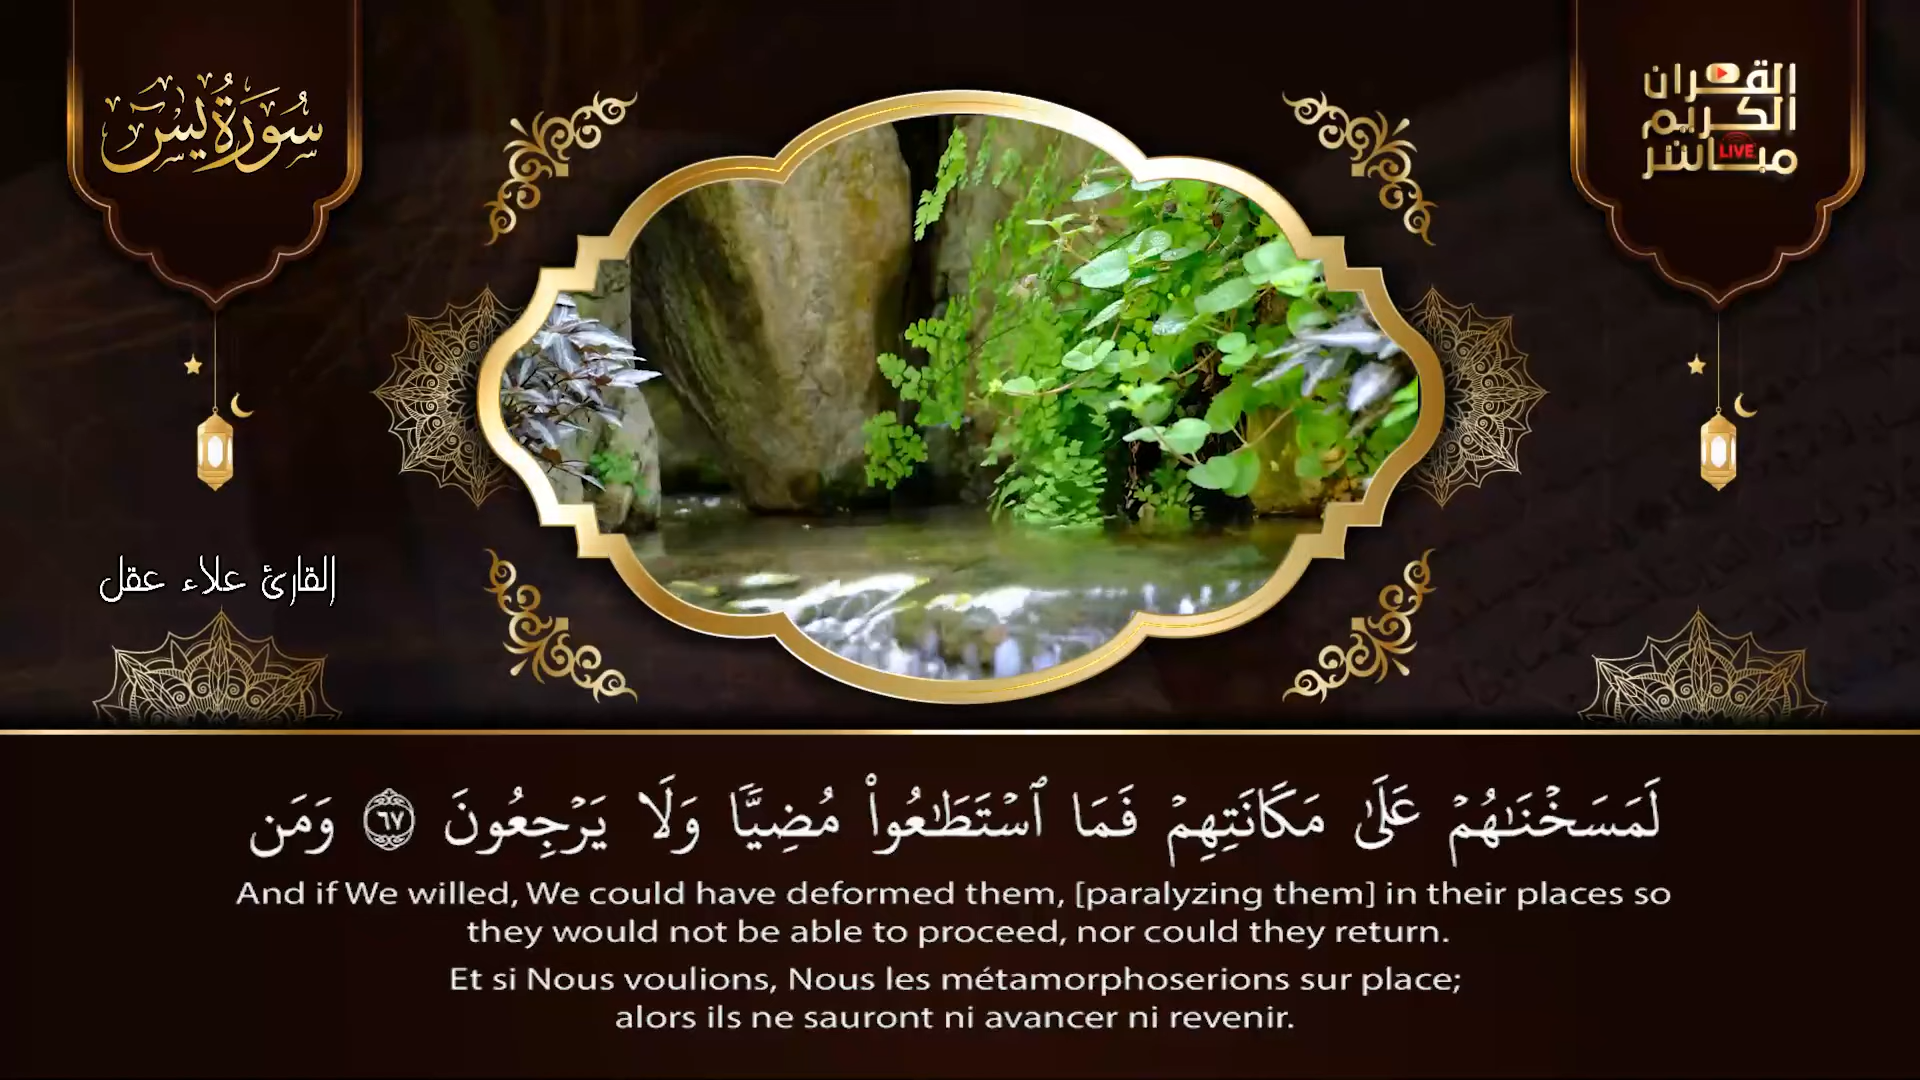 سُورَةُ يس
القرآن
الكريم
مباشر
LIVE
القارئ علاء عقل
لَمَسَخْنَٰهُمْ عَلَىٰ مَكَانَتِهِمْ فَمَا ٱسْتَطَٰعُوا۟ مُضِيًّا وَلَا يَرْجِعُونَ ٦٧ وَمَن
And if We willed, We could have deformed them, [paralyzing them] in their places so
they would not be able to proceed, nor could they return.
Et si Nous voulions, Nous les métamorphoserions sur place;
alors ils ne sauront ni avancer ni revenir.